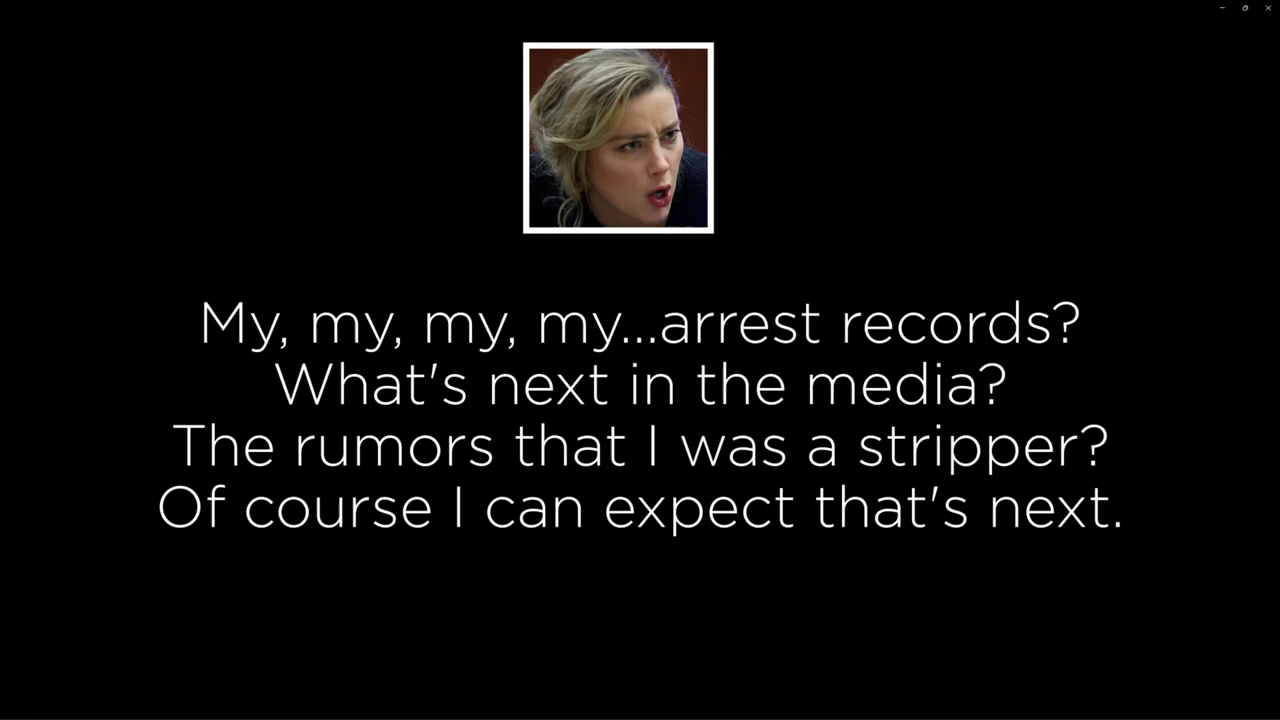 My, my, my, my...arrest records?
What's next in the media?
The rumors that I was a stripper?
Of course I can expect that's next.